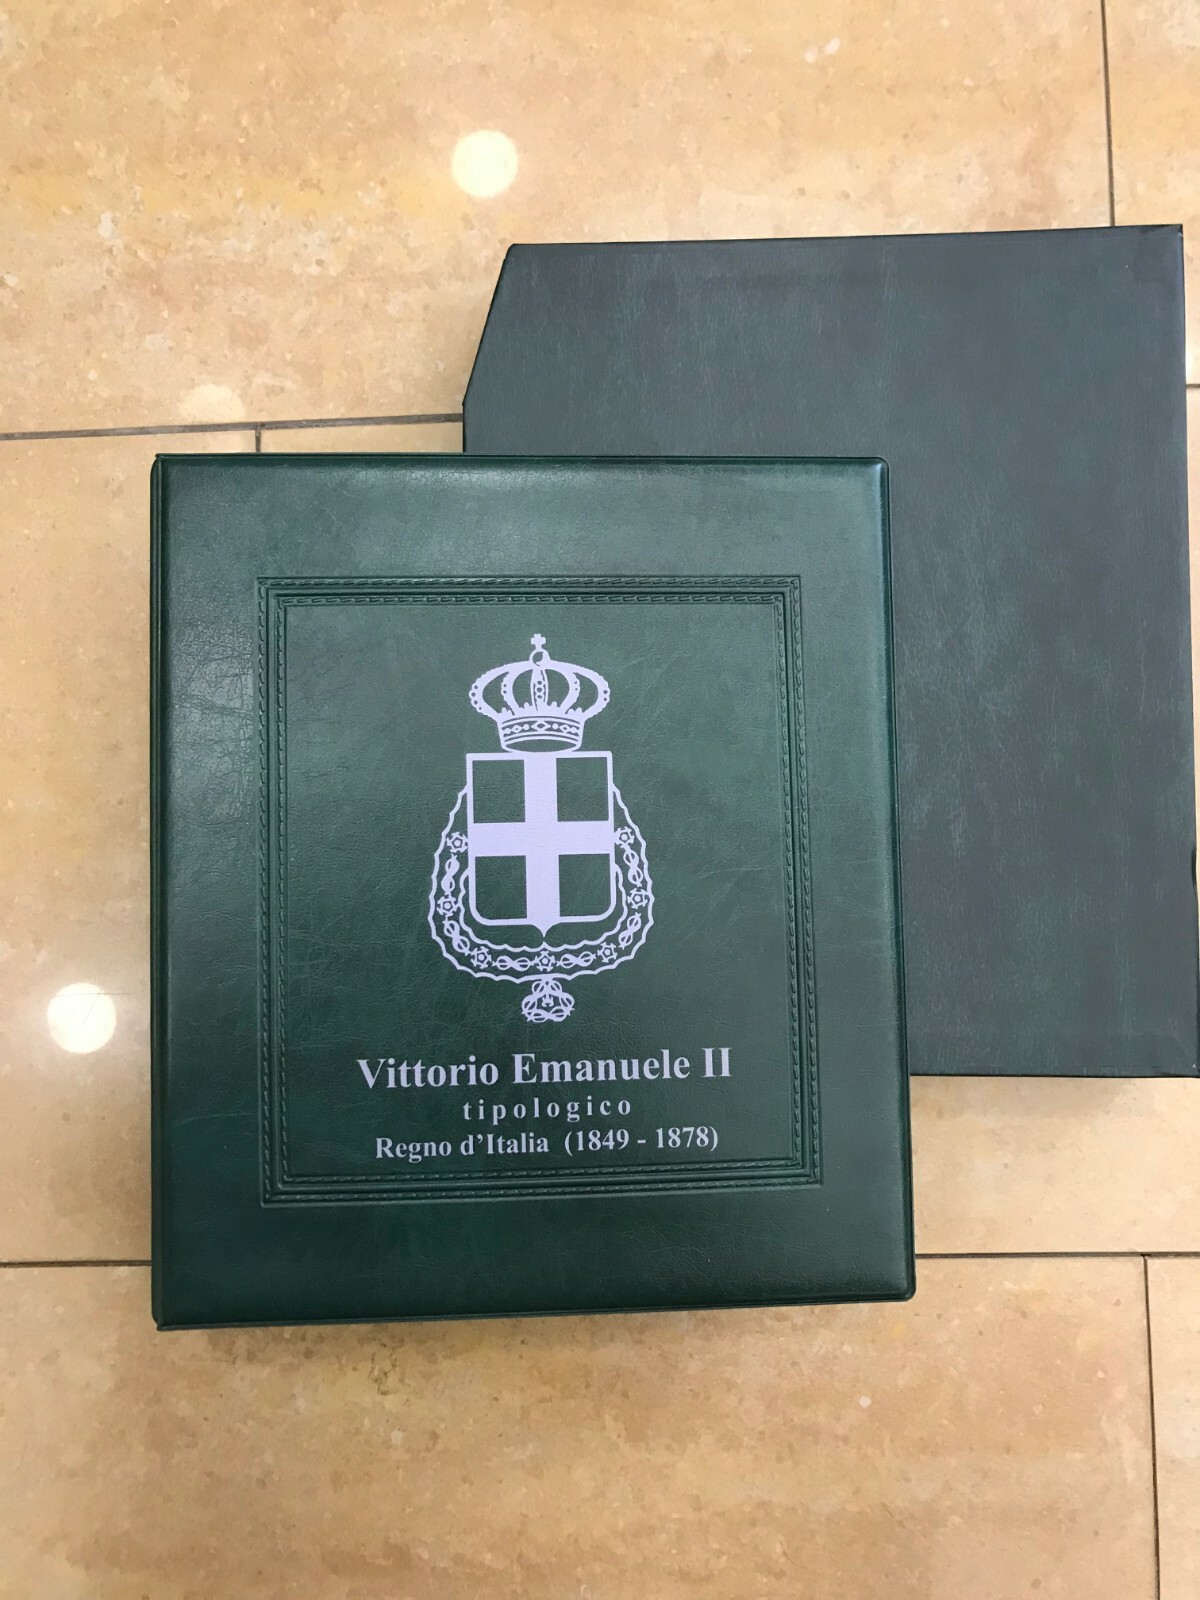 Vittorio Emanuele II
tipologico
Regno d'Italia (1849 - 1878)